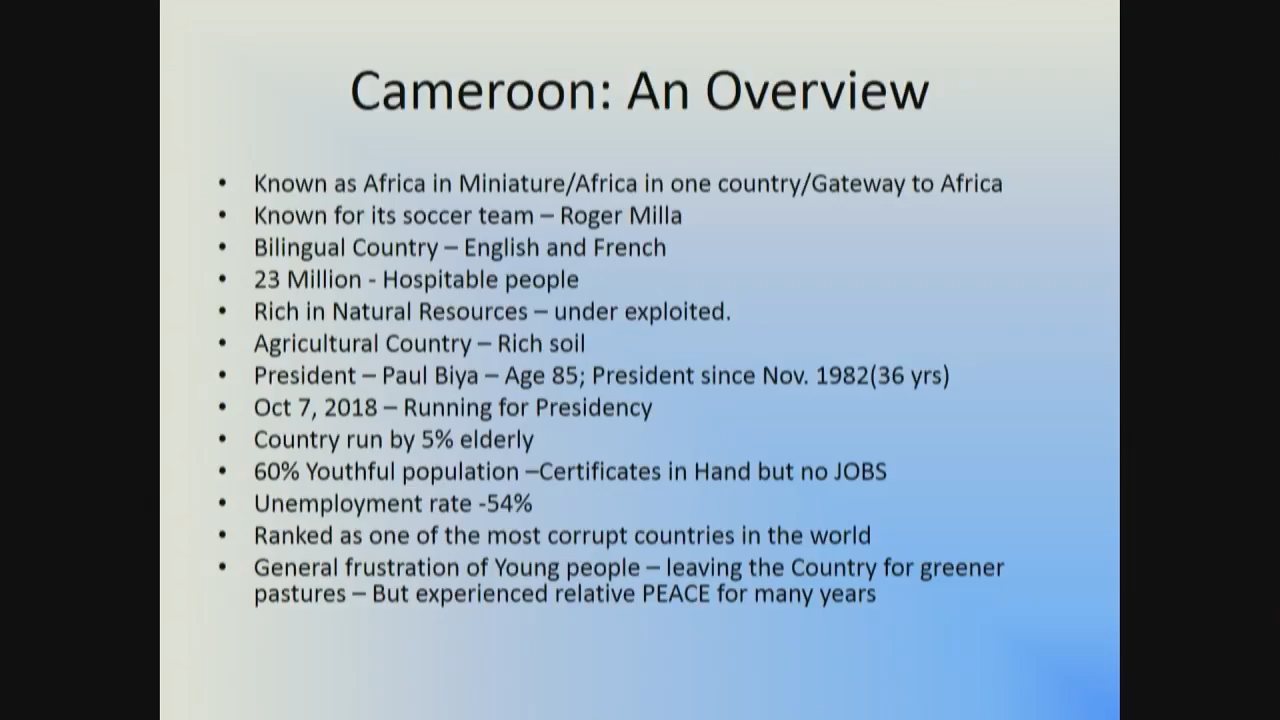 Cameroon: An Overview
• Known as Africa in Miniature/Africa in one country/Gateway to Africa
• Known for its soccer team – Roger Milla
• Bilingual Country – English and French
• 23 Million - Hospitable people
• Rich in Natural Resources – under exploited.
• Agricultural Country – Rich soil
• President – Paul Biya – Age 85; President since Nov. 1982(36 yrs)
• Oct 7, 2018 – Running for Presidency
• Country run by 5% elderly
• 60% Youthful population –Certificates in Hand but no JOBS
• Unemployment rate -54%
• Ranked as one of the most corrupt countries in the world
• General frustration of Young people – leaving the Country for greener
pastures – But experienced relative PEACE for many years